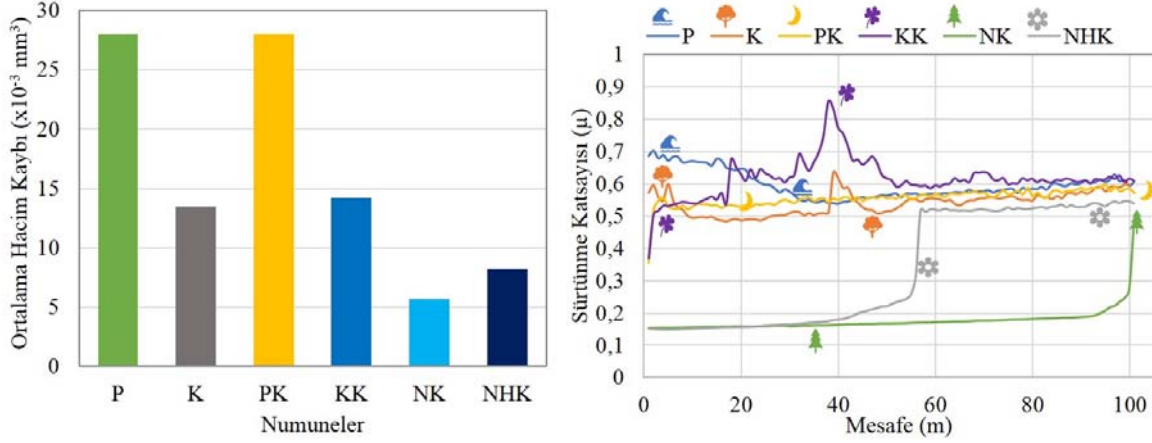 Ortalama Hacim Kaybı (x10⁻³ mm³)
30
25
20
15
10
5
0
P K PK KK NK NHK
Numuneler
P K PK KK NK NHK
Sürtünme Katsayısı (µ)
1
0,9
0,8
0,7
0,6
0,5
0,4
0,3
0,2
0,1
0
0 20 40 60 80 100
Mesafe (m)